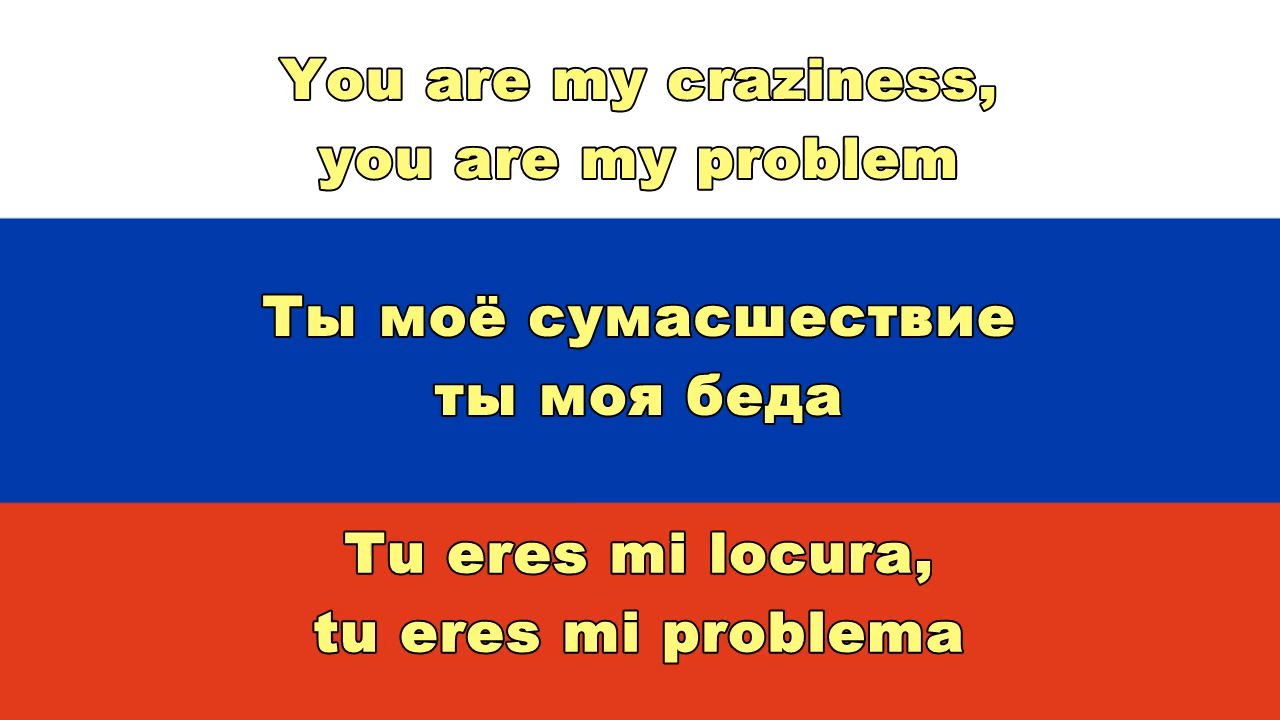 You are my craziness,
you are my problem
Ты моё сумасшествие
ты моя беда
Tu eres mi locura,
tu eres mi problema